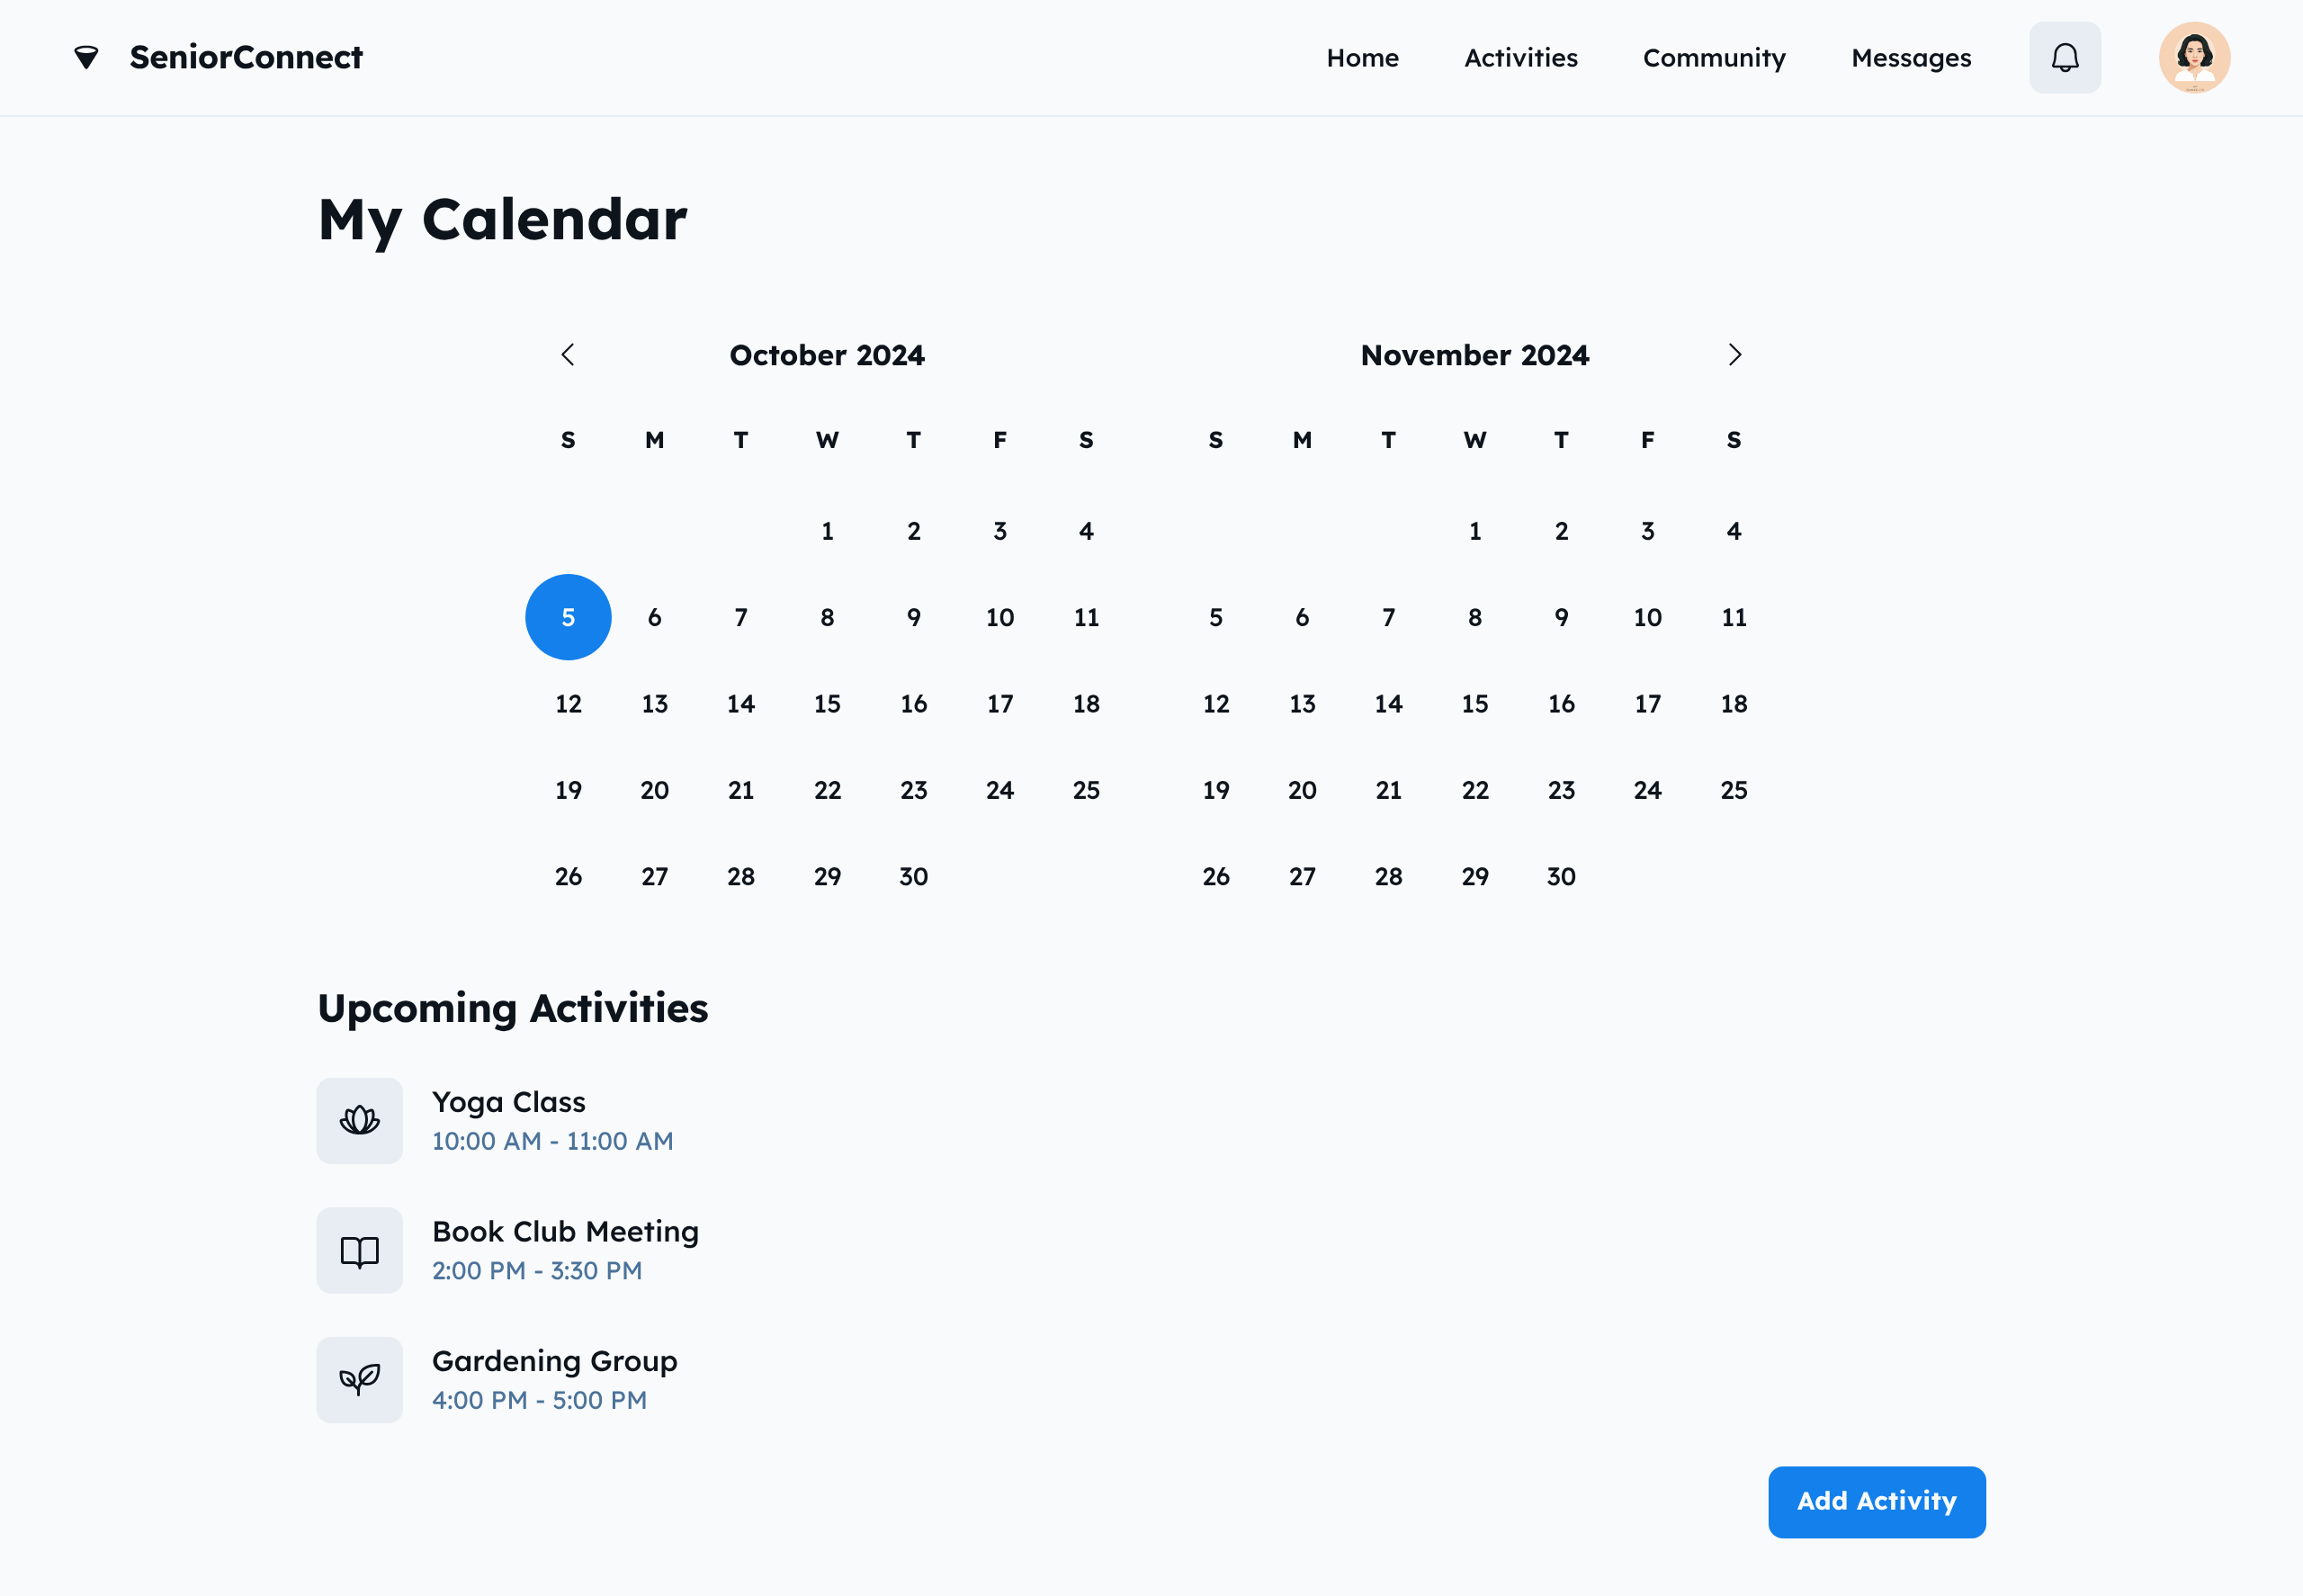 SeniorConnect
Home Activities Community Messages
My Calendar
October 2024
S M T W T F S
1 2 3 4
5 6 7 8 9 10 11
12 13 14 15 16 17 18
19 20 21 22 23 24 25
26 27 28 29 30
November 2024
S M T W T F S
1 2 3 4
5 6 7 8 9 10 11
12 13 14 15 16 17 18
19 20 21 22 23 24 25
26 27 28 29 30
Upcoming Activities
Yoga Class
10:00 AM - 11:00 AM
Book Club Meeting
2:00 PM - 3:30 PM
Gardening Group
4:00 PM - 5:00 PM
Add Activity